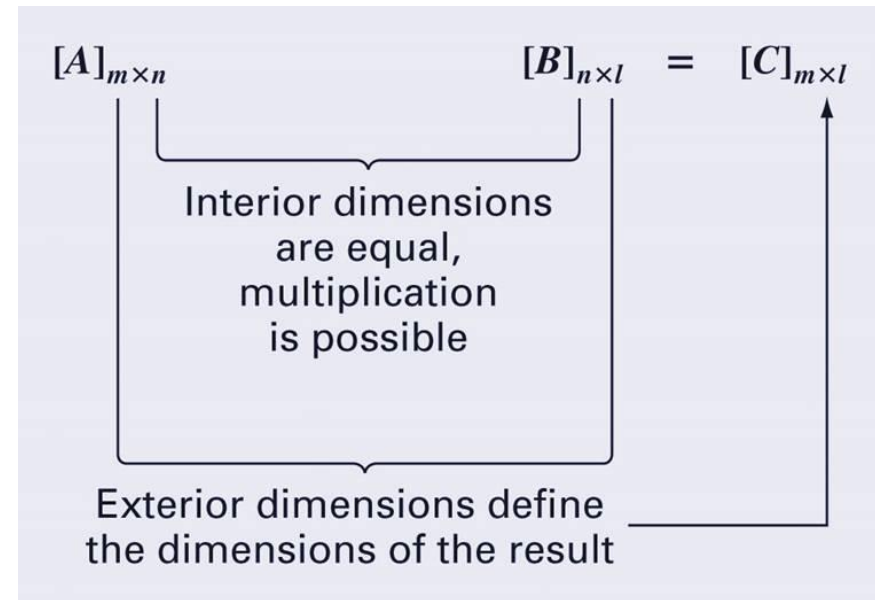 [A]m×n [B]n×l = [C]m×l
Interior dimensions
are equal,
multiplication
is possible
Exterior dimensions define
the dimensions of the result